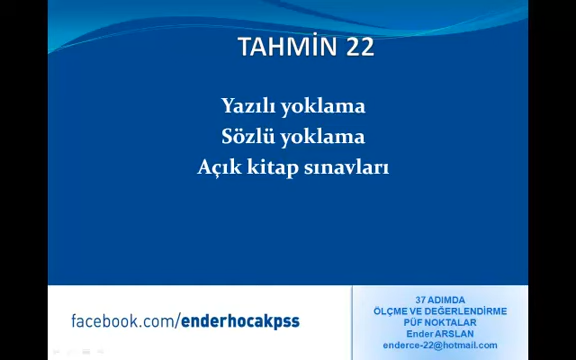 TAHMİN 22
Yazılı yoklama
Sözlü yoklama
Açık kitap sınavları
facebook.com/enderhocakpss
37 ADIMDA
ÖLÇME VE DEĞERLENDİRME
PÜF NOKTALAR
Ender ARSLAN
enderce-22@hotmail.com